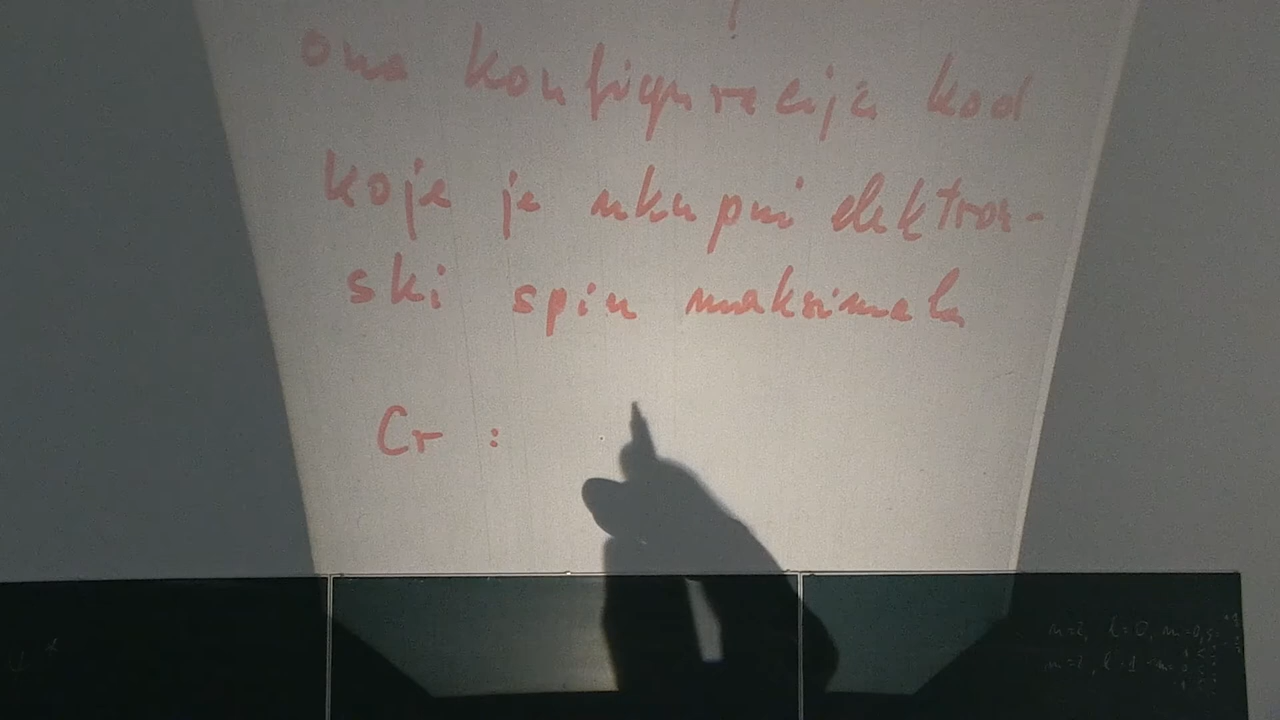 ona konfiguracija kod
koje je ukupni elektron-
ski spin maksimalan
Cr :